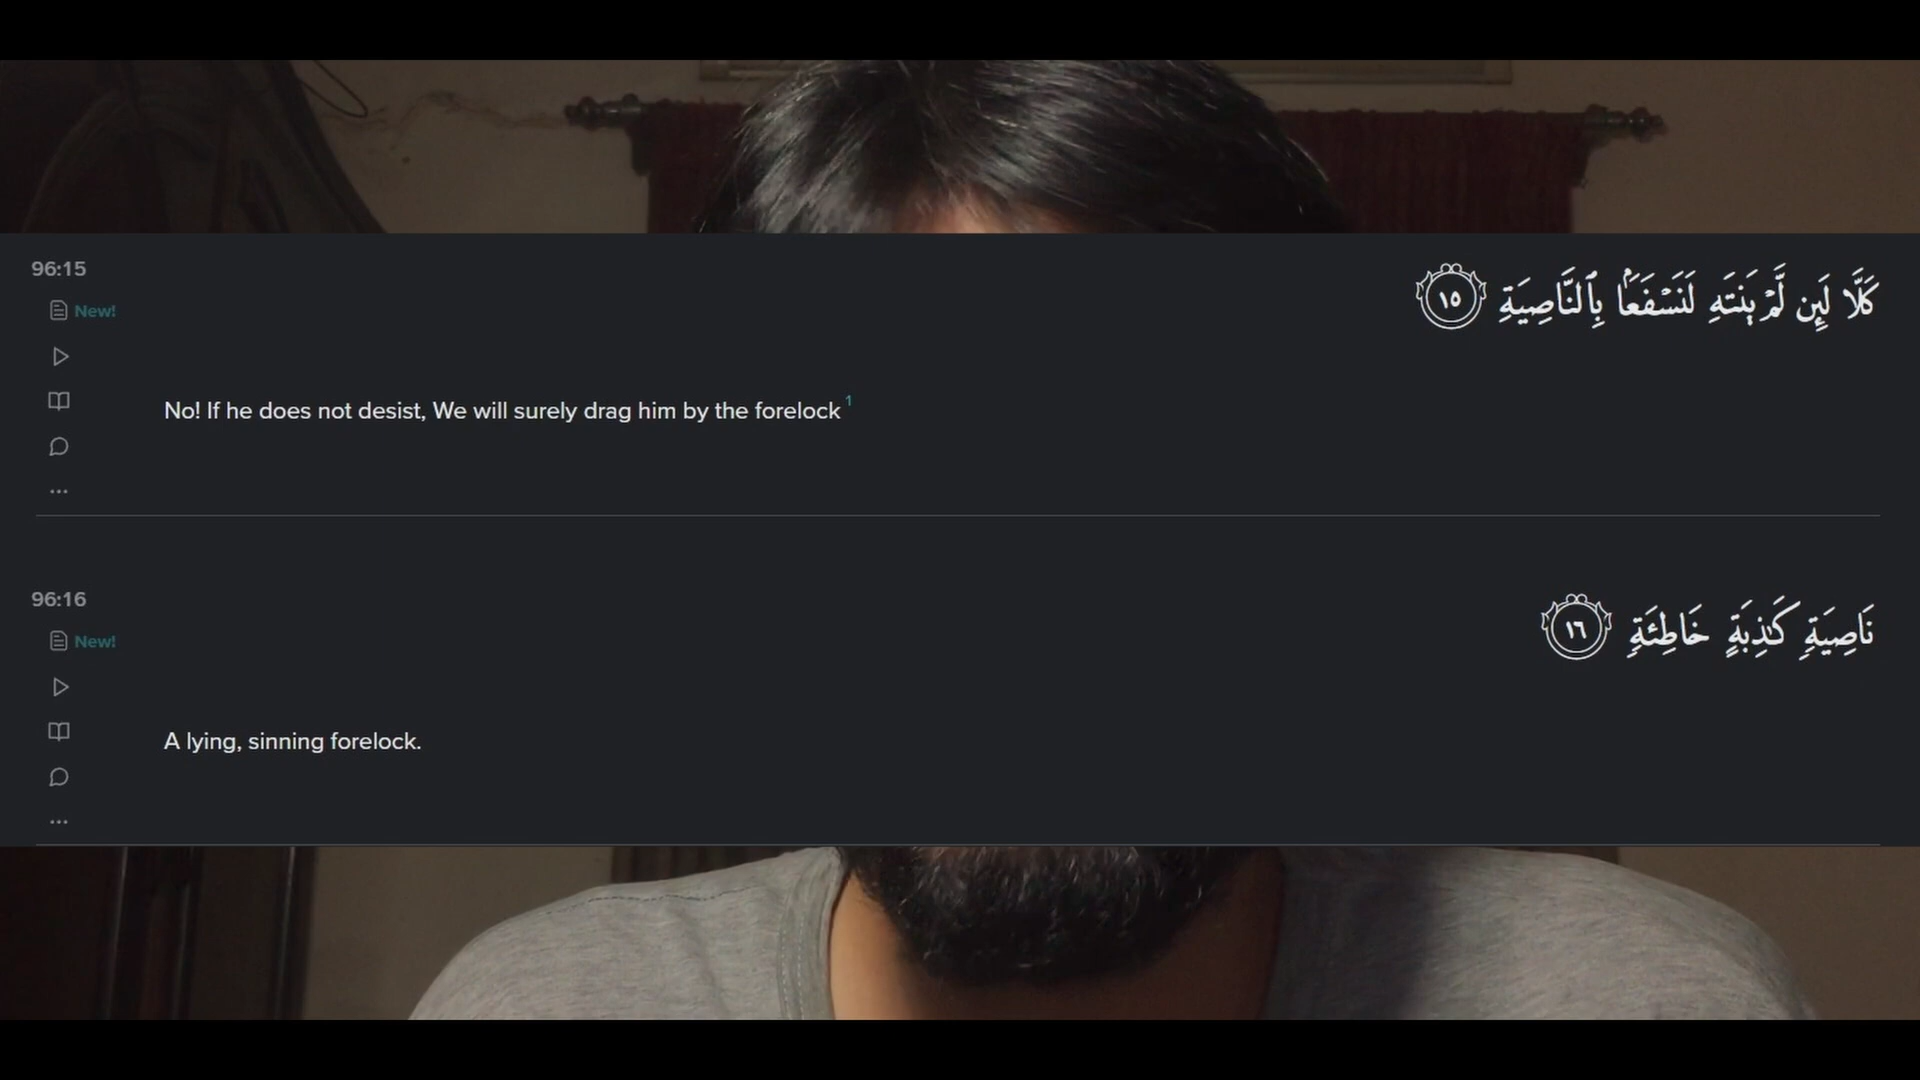 96:15
كَلَّا لَئِن لَّمْ يَنتَهِ لَنَسْفَعًۢا بِٱلنَّاصِيَةِ ١٥
New!
No! If he does not desist, We will surely drag him by the forelock 1
96:16
نَاصِيَةٍۢ كَـٰذِبَةٍ خَاطِئَةٍۢ ١٦
New!
A lying, sinning forelock.